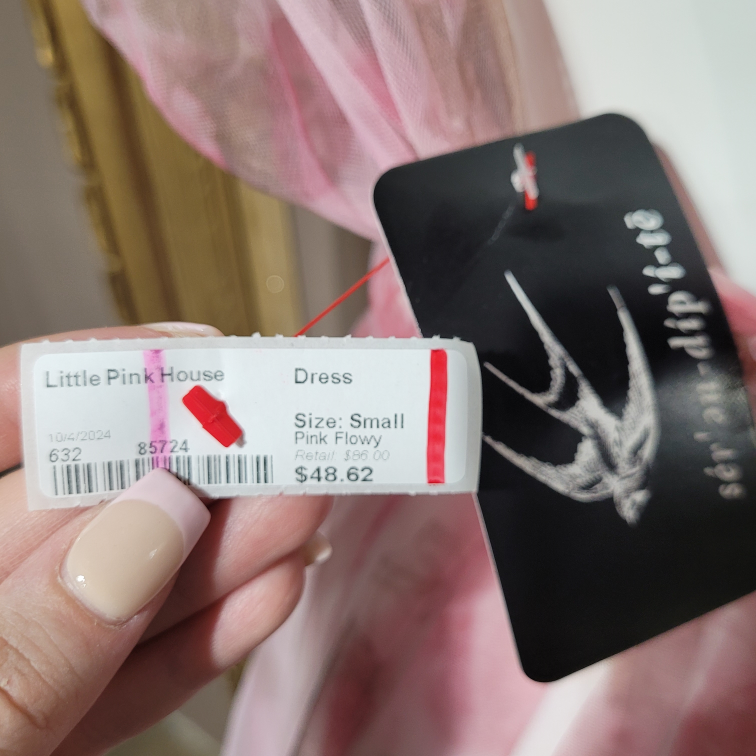 Little Pink House
Dress
10/4/2024
632
85724
Size: Small
Pink Flowy
Retail $86.00
$48.62
sér'ən-díp'ĭ-tē